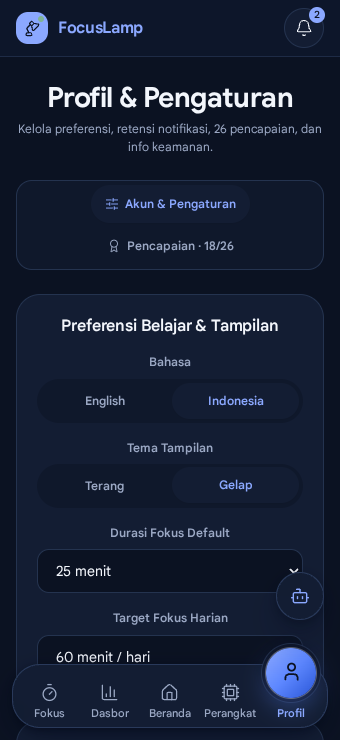 FocusLamp
2
Profil & Pengaturan
Kelola preferensi, retensi notifikasi, 26 pencapaian, dan
info keamanan.
Akun & Pengaturan
Pencapaian · 18/26
Preferensi Belajar & Tampilan
Bahasa
English
Indonesia
Tema Tampilan
Terang
Gelap
Durasi Fokus Default
25 menit
Target Fokus Harian
60 menit / hari
Fokus
Dasbor
Beranda
Perangkat
Profil